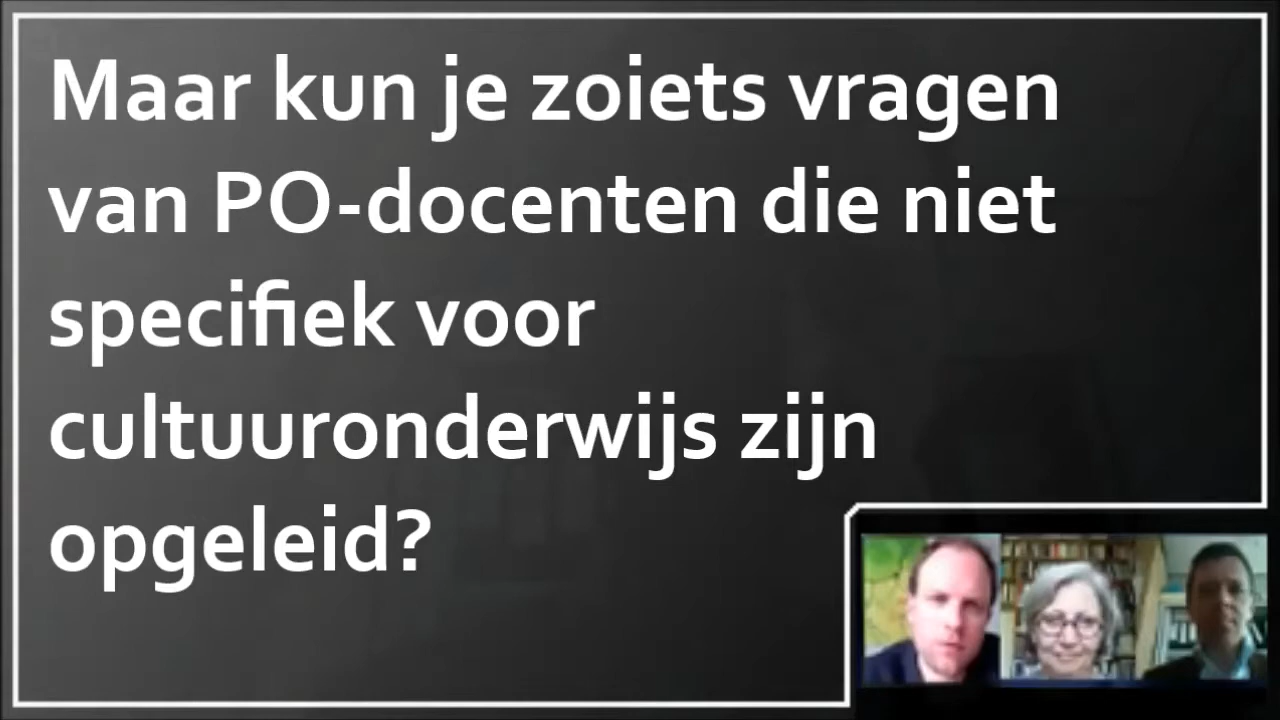 Maar kun je zoiets vragen
van PO-docenten die niet
specifiek voor
cultuuronderwijs zijn
opgeleid?